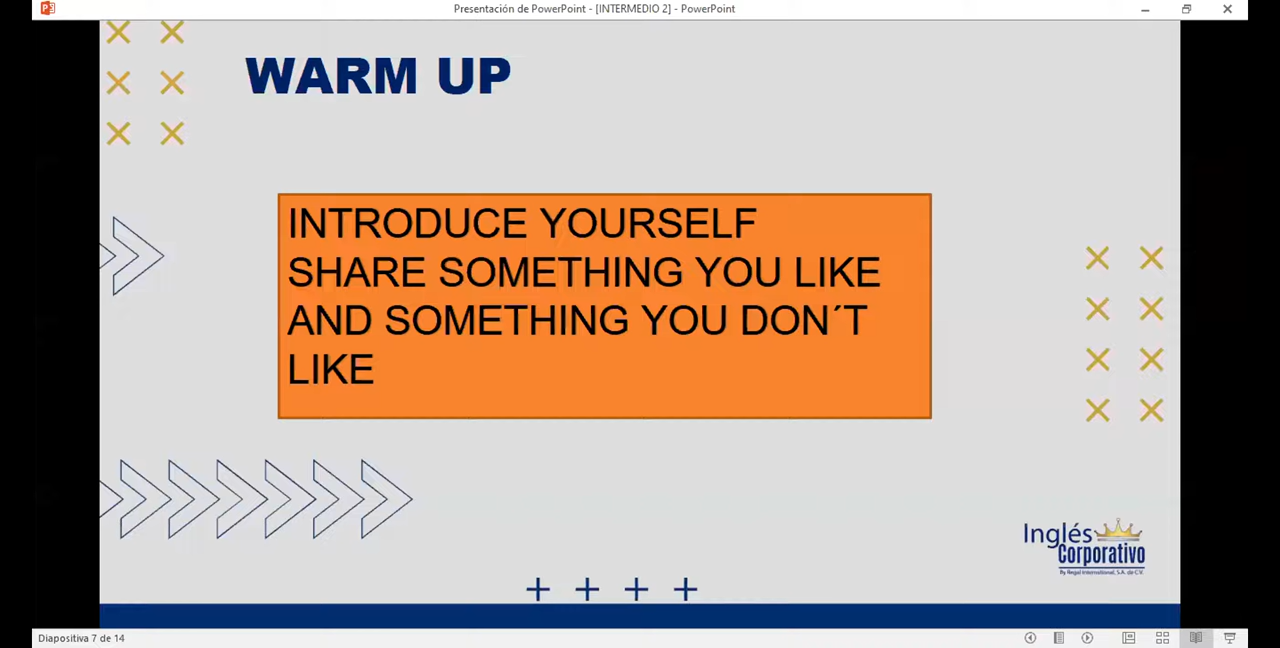 Presentación de PowerPoint - [INTERMEDIO 2] - PowerPoint
WARM UP
INTRODUCE YOURSELF
SHARE SOMETHING YOU LIKE
AND SOMETHING YOU DON´T
LIKE
Inglés
Corporativo
By Regal International, S.A. de C.V.
Diapositiva 7 de 14